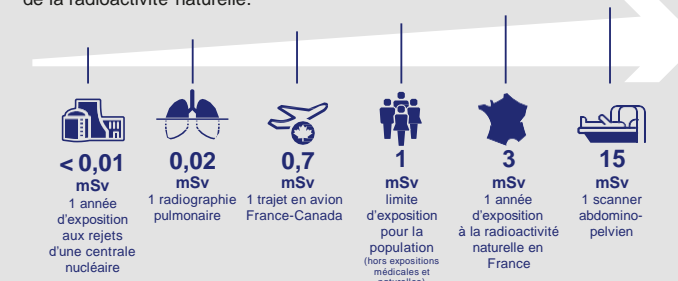 de la radioactivité naturelle.
< 0,01
mSv
1 année
d'exposition
aux rejets
d'une centrale
nucléaire
0,02
mSv
1 radiographie
pulmonaire
0,7
mSv
1 trajet en avion
France-Canada
1
mSv
limite
d'exposition
pour la
population
(hors expositions
médicales et
naturelles)
3
mSv
1 année
d'exposition
à la radioactivité
naturelle en
France
15
mSv
1 scanner
abdomino-
pelvien